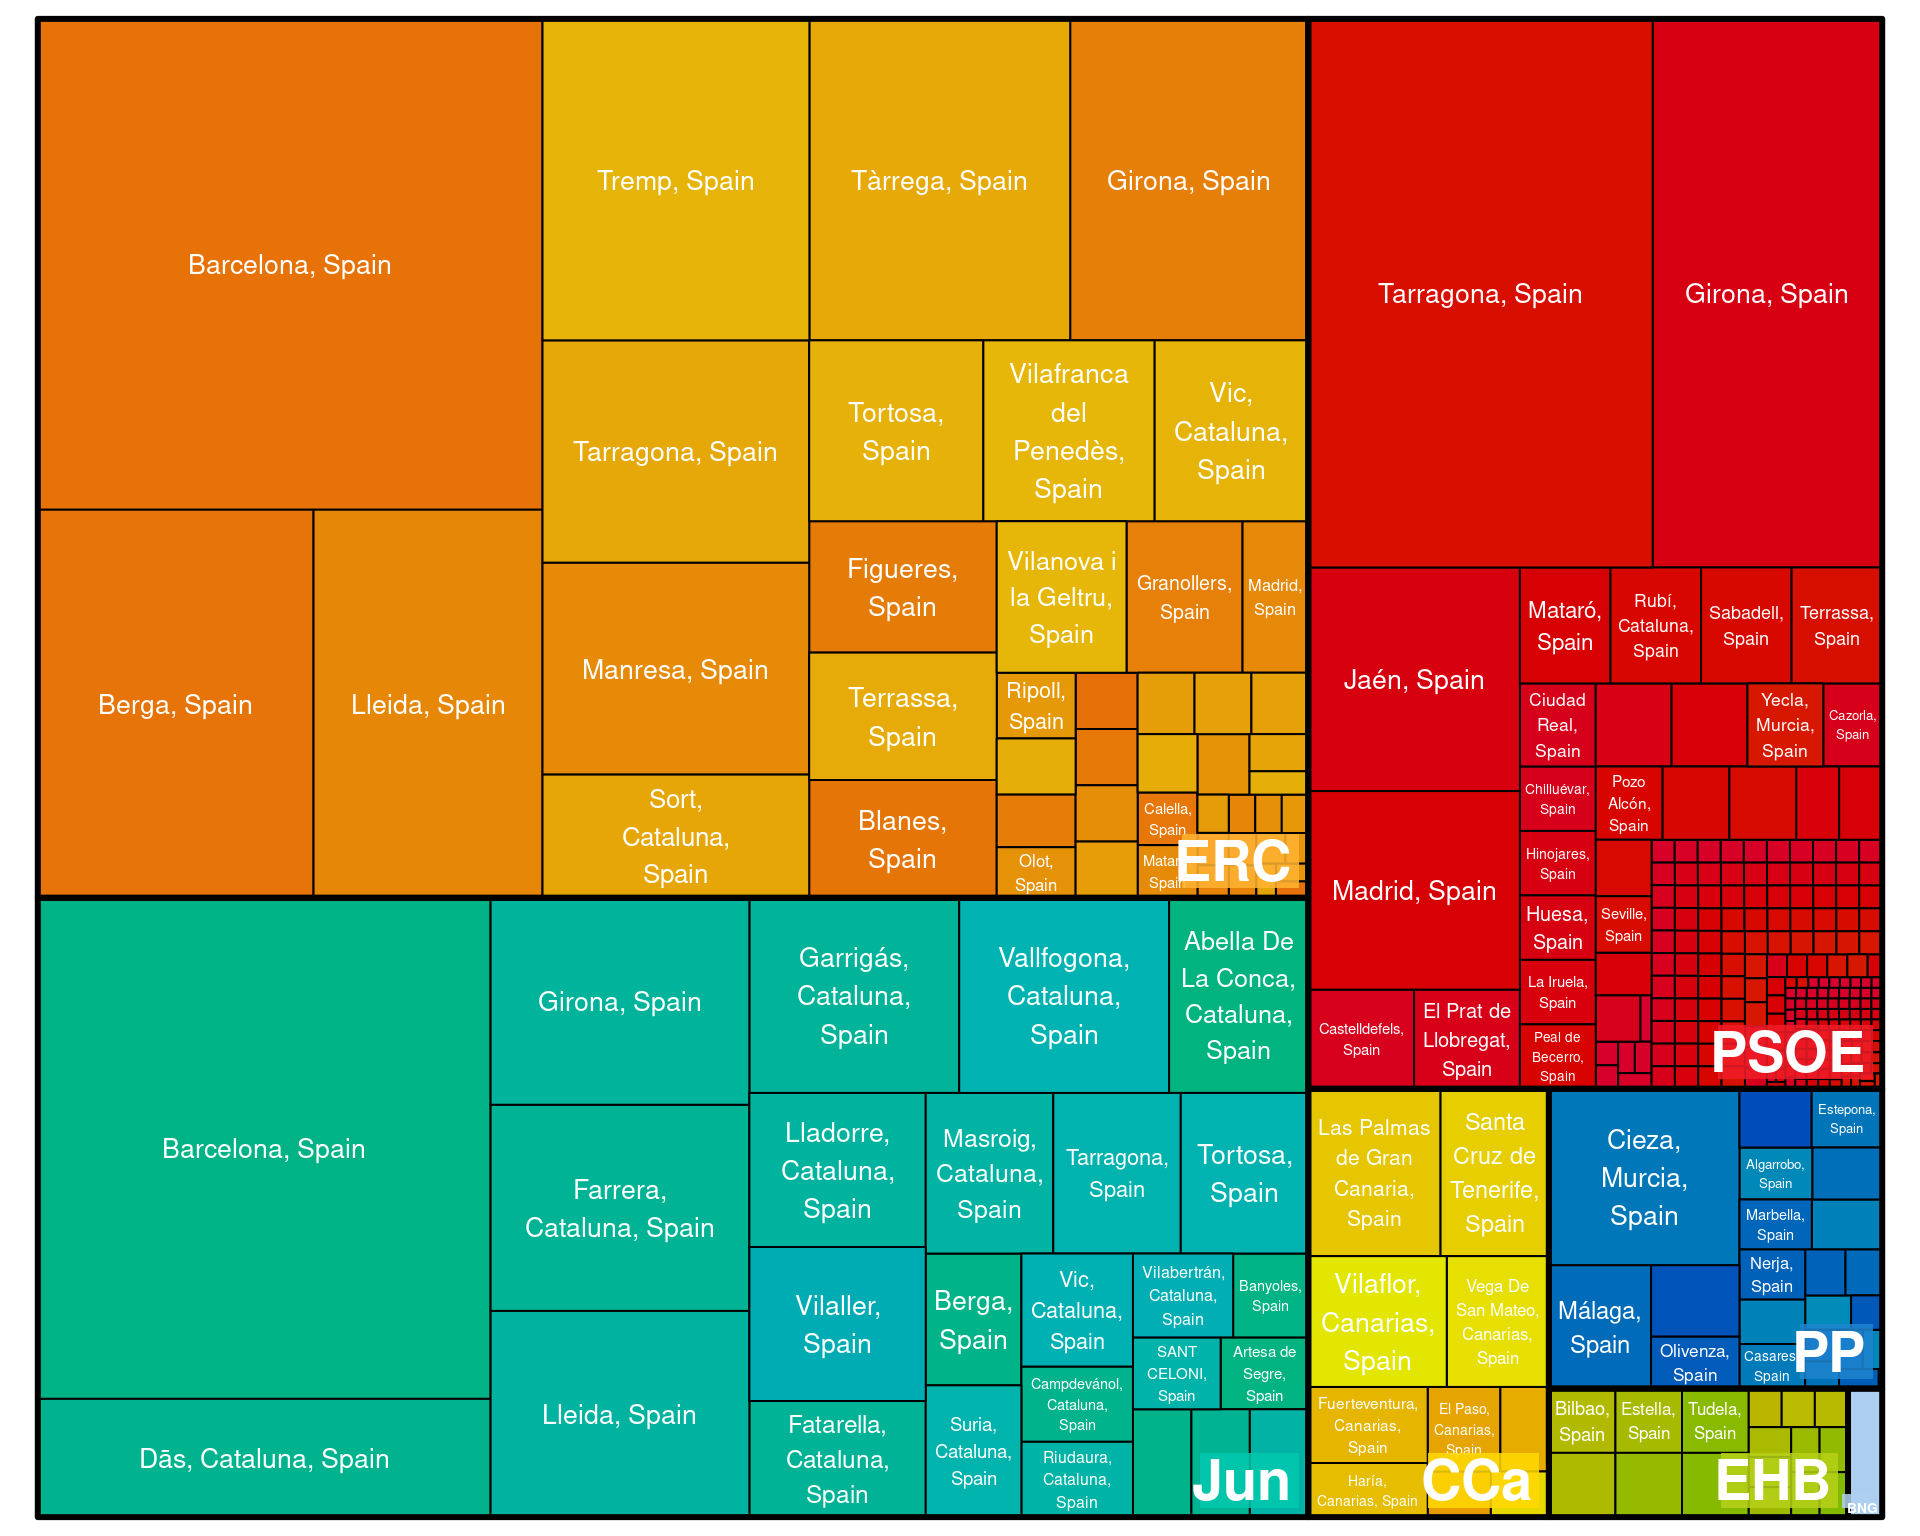 Barcelona, Spain
Tremp, Spain
Tàrrega, Spain
Girona, Spain
Berga, Spain
Lleida, Spain
Tarragona, Spain
Manresa, Spain
Sort,
Cataluna,
Spain
Tortosa,
Spain
Vilafranca
del
Penedès,
Spain
Vic,
Cataluna,
Spain
Figueres,
Spain
Terrassa,
Spain
Blanes,
Spain
Vilanova i
la Geltru,
Spain
Granollers,
Spain
Madrid,
Spain
Ripoll,
Spain
Olot,
Spain
Calella,
Spain
Matar
Spain
ERC
Tarragona, Spain
Girona, Spain
Jaén, Spain
Madrid, Spain
Castelldefels,
Spain
El Prat de
Llobregat,
Spain
Mataró,
Spain
Rubí,
Cataluna,
Spain
Sabadell,
Spain
Terrassa,
Spain
Ciudad
Real,
Spain
Yecla,
Murcia,
Spain
Cazorla,
Spain
Chilluévar,
Spain
Pozo
Alcón,
Spain
Hinojares,
Spain
Huesa,
Spain
Seville,
Spain
La Iruela,
Spain
Peal de
Becerro,
Spain
PSOE
Barcelona, Spain
Dās, Cataluna, Spain
Girona, Spain
Farrera,
Cataluna, Spain
Lleida, Spain
Garrigás,
Cataluna,
Spain
Vallfogona,
Cataluna,
Spain
Abella De
La Conca,
Cataluna,
Spain
Lladorre,
Cataluna,
Spain
Vilaller,
Spain
Fatarella,
Cataluna,
Spain
Masroig,
Cataluna,
Spain
Tarragona,
Spain
Tortosa,
Spain
Berga,
Spain
Suria,
Cataluna,
Spain
Vic,
Cataluna,
Spain
Campdevánol,
Cataluna,
Spain
Riudaura,
Cataluna,
Spain
Vilabertrán,
Cataluna,
Spain
Banyoles,
Spain
SANT
CELONI,
Spain
Artesa de
Segre,
Spain
Jun
Las Palmas
de Gran
Canaria,
Spain
Santa
Cruz de
Tenerife,
Spain
Vilaflor,
Canarias,
Spain
Vega De
San Mateo,
Canarias,
Spain
Fuerteventura,
Canarias,
Spain
El Paso,
Canarias,
Spain
Haría,
Canarias, Spain
CCa
Cieza,
Murcia,
Spain
Málaga,
Spain
Olivenza,
Spain
Estepona,
Spain
Algarrobo,
Spain
Marbella,
Spain
Nerja,
Spain
Casares
Spain
PP
Bilbao,
Spain
Estella,
Spain
Tudela,
Spain
EHB
BNG